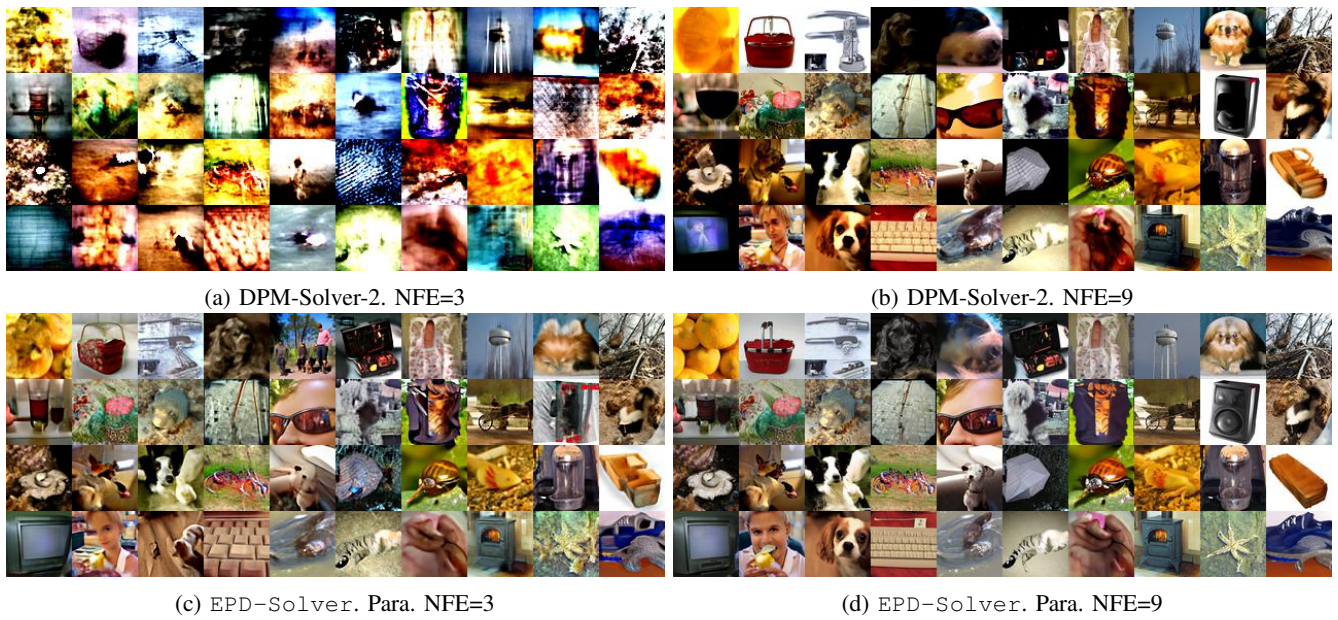 (a) DPM-Solver-2. NFE=3
(b) DPM-Solver-2. NFE=9
(c) EPD-Solver. Para. NFE=3
(d) EPD-Solver. Para. NFE=9